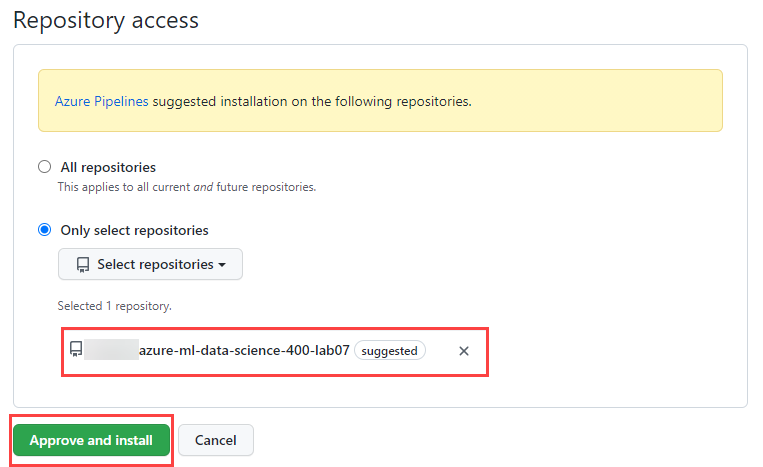 Repository access
Azure Pipelines suggested installation on the following repositories.
All repositories
This applies to all current and future repositories.
Only select repositories
Select repositories
Selected 1 repository.
azure-ml-data-science-400-lab07 suggested
Approve and install Cancel